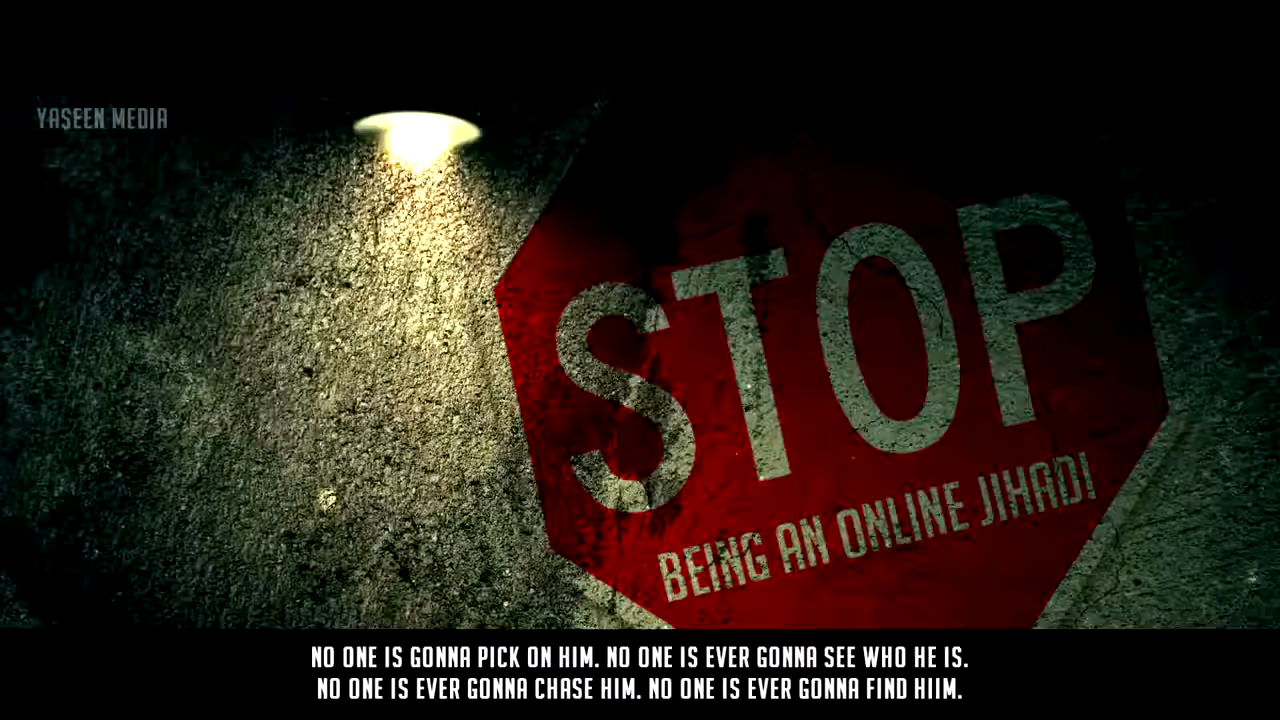 YASEEN MEDIA
STOP
BEING AN ONLINE JIHADI
NO ONE IS GONNA PICK ON HIM. NO ONE IS EVER GONNA SEE WHO HE IS.
NO ONE IS EVER GONNA CHASE HIM. NO ONE IS EVER GONNA FIND HIIM.